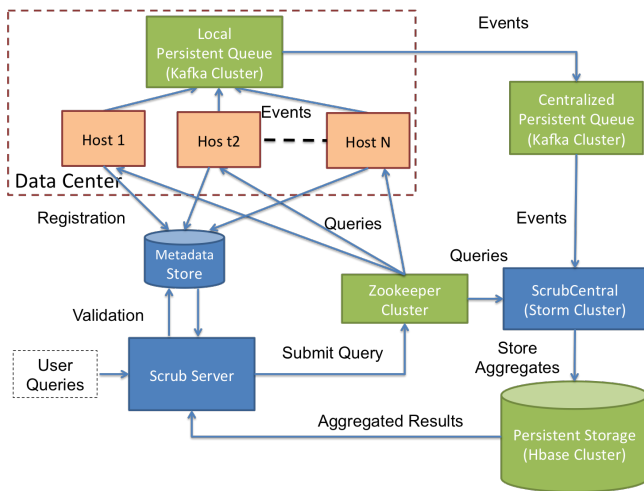 Local
Persistent Queue
(Kafka Cluster)
Events
Centralized
Persistent Queue
(Kafka Cluster)
Events
Host 1
Hos t2
Host N
Data Center
Registration
Queries
Events
Metadata
Store
Queries
Zookeeper
Cluster
ScrubCentral
(Storm Cluster)
Validation
User
Queries
Scrub Server
Submit Query
Store
Aggregates
Aggregated Results
Persistent Storage
(Hbase Cluster)